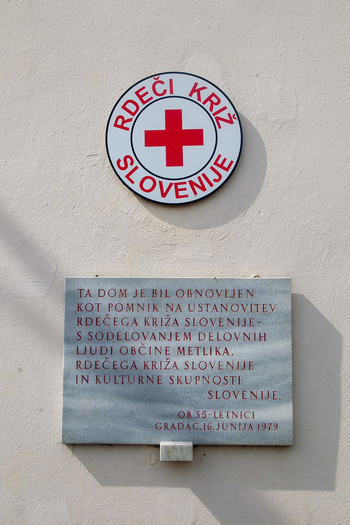 RDEČI KRIŽ
SLOVENIJE
TA DOM JE BIL OBNOVLJEN
KOT POMNIK NA USTANOVITEV
RDEČEGA KRIŽA SLOVENIJE-
S SODELOVANJEM DELOVNIH
LJUDI OBČINE METLIKA.
RDEČEGA KRIŽA SLOVENIJE
IN KULTURNE SKUPNOSTI
SLOVENIJE.
OB 35-LETNICI
GRADAC, 16. JUNIJA 1979